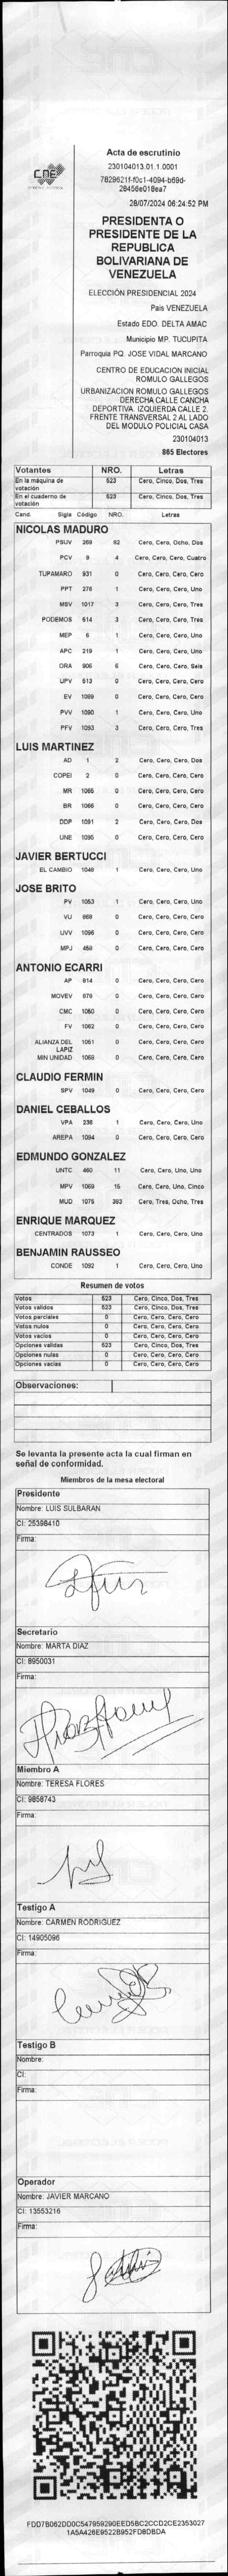 CNE
Acta de escrutinio
230104013.01.1.0001
7829621f-f0c1-4094-b69d-
28456e018ea7
28/07/2024 06:24:52 PM
PRESIDENTA O
PRESIDENTE DE LA
REPUBLICA
BOLIVARIANA DE
VENEZUELA
ELECCIÓN PRESIDENCIAL 2024
País VENEZUELA
Estado EDO. DELTA AMAC
Municipio MP. TUCUPITA
Parroquia PQ. JOSE VIDAL MARCANO
CENTRO DE EDUCACION INICIAL
ROMULO GALLEGOS
URBANIZACION ROMULO GALLEGOS
DERECHA CALLE CANCHA
DEPORTIVA. IZQUIERDA CALLE 2.
FRENTE TRANSVERSAL 2 AL LADO
DEL MODULO POLICIAL CASA
230104013
865 Electores
Votantes NRO. Letras
En la máquina de votación 523 Cero, Cinco, Dos, Tres
En el cuaderno de votación 523 Cero, Cinco, Dos, Tres
Cand. Sigla Código NRO. Letras
NICOLAS MADURO
PSUV 269 82 Cero, Cero, Ocho, Dos
PCV 9 4 Cero, Cero, Cero, Cuatro
TUPAMARO 931 0 Cero, Cero, Cero, Cero
PPT 276 1 Cero, Cero, Cero, Uno
MSV 1017 3 Cero, Cero, Cero, Tres
PODEMOS 514 3 Cero, Cero, Cero, Tres
MEP 6 1 Cero, Cero, Cero, Uno
APC 219 1 Cero, Cero, Cero, Uno
ORA 906 6 Cero, Cero, Cero, Seis
UPV 513 0 Cero, Cero, Cero, Cero
EV 1089 0 Cero, Cero, Cero, Cero
PVV 1090 1 Cero, Cero, Cero, Uno
PFV 1093 3 Cero, Cero, Cero, Tres
LUIS MARTINEZ
AD 1 2 Cero, Cero, Cero, Dos
COPEI 2 0 Cero, Cero, Cero, Cero
MR 1065 0 Cero, Cero, Cero, Cero
BR 1066 0 Cero, Cero, Cero, Cero
DDP 1091 2 Cero, Cero, Cero, Dos
UNE 1095 0 Cero, Cero, Cero, Cero
JAVIER BERTUCCI
EL CAMBIO 1048 1 Cero, Cero, Cero, Uno
JOSE BRITO
PV 1053 1 Cero, Cero, Cero, Uno
VU 868 0 Cero, Cero, Cero, Cero
UVV 1096 0 Cero, Cero, Cero, Cero
MPJ 458 0 Cero, Cero, Cero, Cero
ANTONIO ECARRI
AP 814 0 Cero, Cero, Cero, Cero
MOVEV 879 0 Cero, Cero, Cero, Cero
CMC 1050 0 Cero, Cero, Cero, Cero
FV 1062 0 Cero, Cero, Cero, Cero
ALIANZA DEL LAPIZ 1051 0 Cero, Cero, Cero, Cero
MIN UNIDAD 1058 0 Cero, Cero, Cero, Cero
CLAUDIO FERMIN
SPV 1049 0 Cero, Cero, Cero, Cero
DANIEL CEBALLOS
VPA 238 1 Cero, Cero, Cero, Uno
AREPA 1094 0 Cero, Cero, Cero, Cero
EDMUNDO GONZALEZ
UNTC 460 11 Cero, Cero, Uno, Uno
MPV 1069 15 Cero, Cero, Uno, Cinco
MUD 1075 383 Cero, Tres, Ocho, Tres
ENRIQUE MARQUEZ
CENTRADOS 1073 1 Cero, Cero, Cero, Uno
BENJAMIN RAUSSEO
CONDE 1092 1 Cero, Cero, Cero, Uno
Resumen de votos
Votos 523 Cero, Cinco, Dos, Tres
Votos validos 523 Cero, Cinco, Dos, Tres
Votos parciales 0 Cero, Cero, Cero, Cero
Votos nulos 0 Cero, Cero, Cero, Cero
Votos vacios 0 Cero, Cero, Cero, Cero
Opciones validas 523 Cero, Cinco, Dos, Tres
Opciones nulas 0 Cero, Cero, Cero, Cero
Opciones vacias 0 Cero, Cero, Cero, Cero
Observaciones:
Se levanta la presente acta la cual firman en
señal de conformidad.
Miembros de la mesa electoral
Presidente
Nombre: LUIS SULBARAN
CI: 25398410
Firma:
Secretario
Nombre: MARTA DIAZ
CI: 8950031
Firma:
Miembro A
Nombre: TERESA FLORES
CI: 9858743
Firma:
Testigo A
Nombre: CARMEN RODRIGUEZ
CI: 14905096
Firma:
Testigo B
Nombre:
CI:
Firma:
Operador
Nombre: JAVIER MARCANO
CI: 13553216
Firma:
FDD7B062DD0C547959290EED5BC2CCD2CE2353027
1A5A426E9522B952FD8DBDA